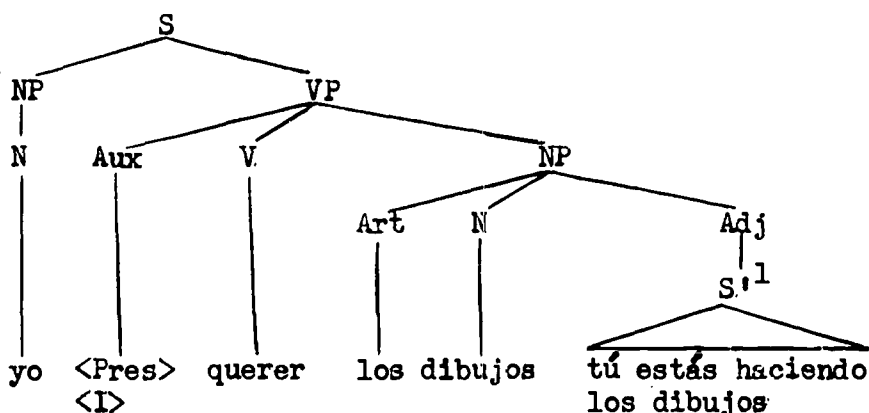 S
NP VP
N Aux V. NP
Art N Adj
S.'1
yo <Pres> querer los dibujos tú estás haciendo
<I> los dibujos